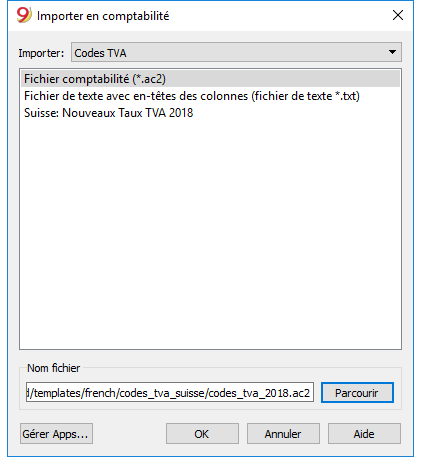 9 Importer en comptabilité
Importer: Codes TVA
Fichier comptabilité (*.ac2)
Fichier de texte avec en-têtes des colonnes (fichier de texte *.txt)
Suisse: Nouveaux Taux TVA 2018
Nom fichier
/templates/french/codes_tva_suisse/codes_tva_2018.ac2 Parcourir
Gérer Apps... OK Annuler Aide